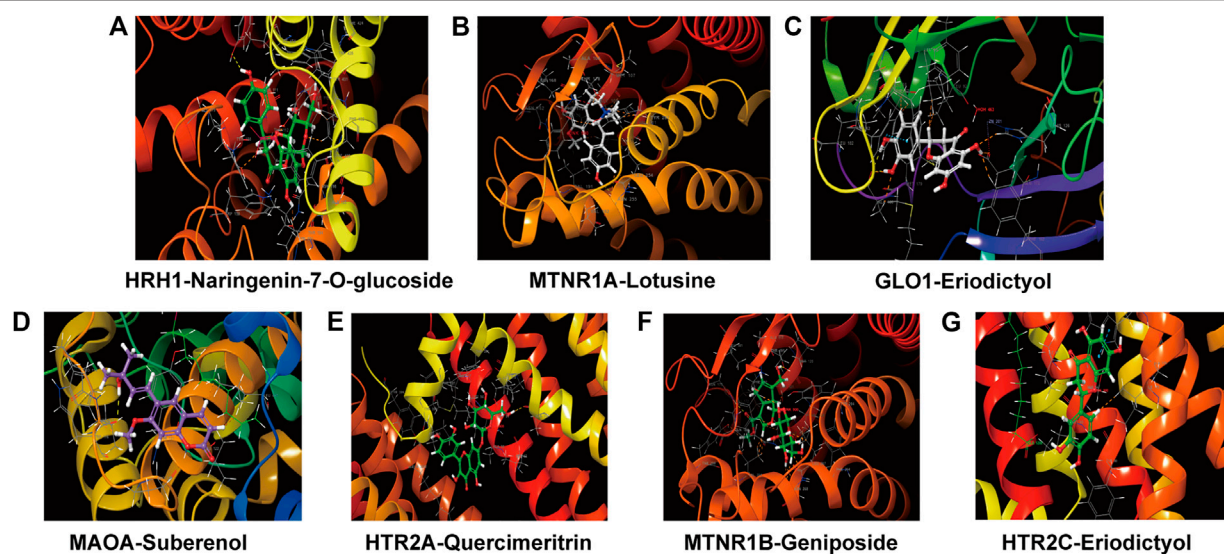 A
B
C
HRH1-Naringenin-7-O-glucoside
MTNR1A-Lotusine
GLO1-Eriodictyol
D
E
F
G
MAOA-Suberenol
HTR2A-Quercimeritrin
MTNR1B-Geniposide
HTR2C-Eriodictyol